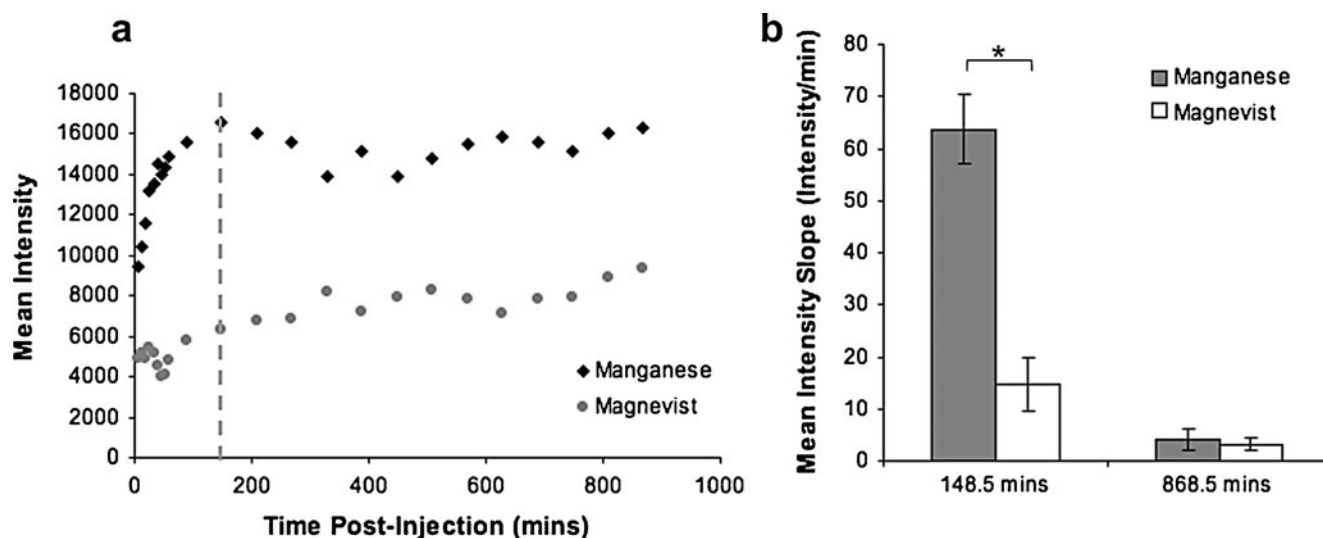 a
Mean Intensity
18000
16000
14000
12000
10000
8000
6000
4000
2000
0
0 200 400 600 800 1000
Time Post-Injection (mins)
Manganese
Magnevist
b
Mean Intensity Slope (Intensity/min)
80
70
60
50
40
30
20
10
0
*
Manganese
Magnevist
148.5 mins 868.5 mins